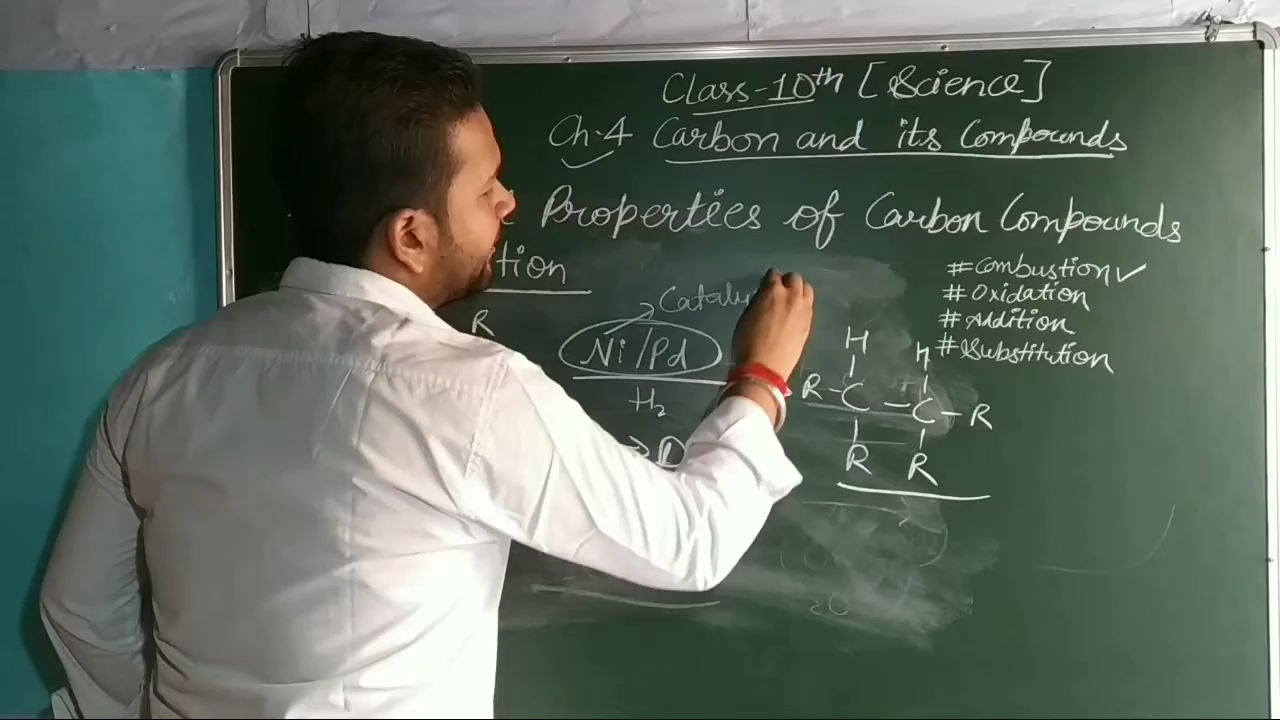 Class-10th [Science]
Ch-4 Carbon and its Compounds
Properties of Carbon Compounds
tion
#Combustion✓
#Oxidation
#Addition
#Substitution
R
Ni/Pd
H₂
H H
R-C-C-R
R R